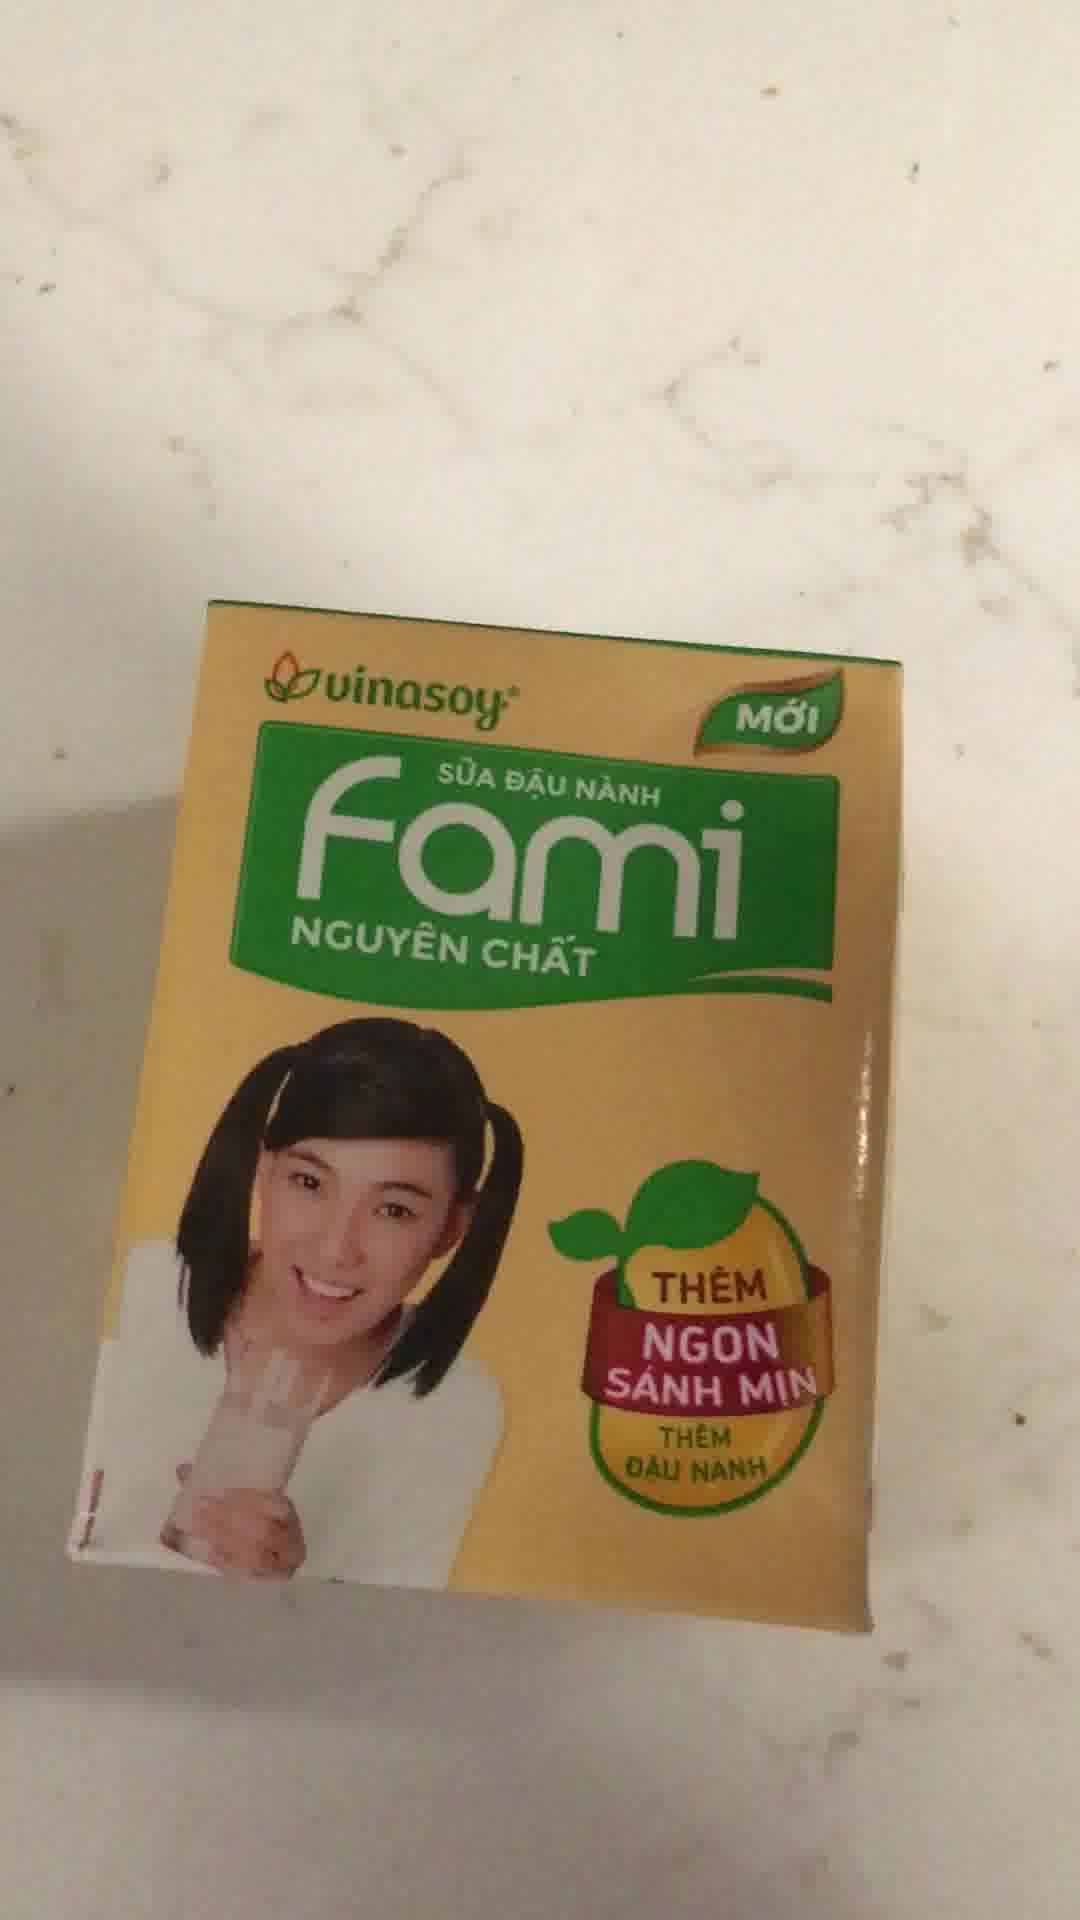 vinasoy
MỚI
SỮA ĐẬU NÀNH
Fami
NGUYÊN CHẤT
THÊM
NGON
SÁNH MỊN
THÊM
ĐẬU NÀNH